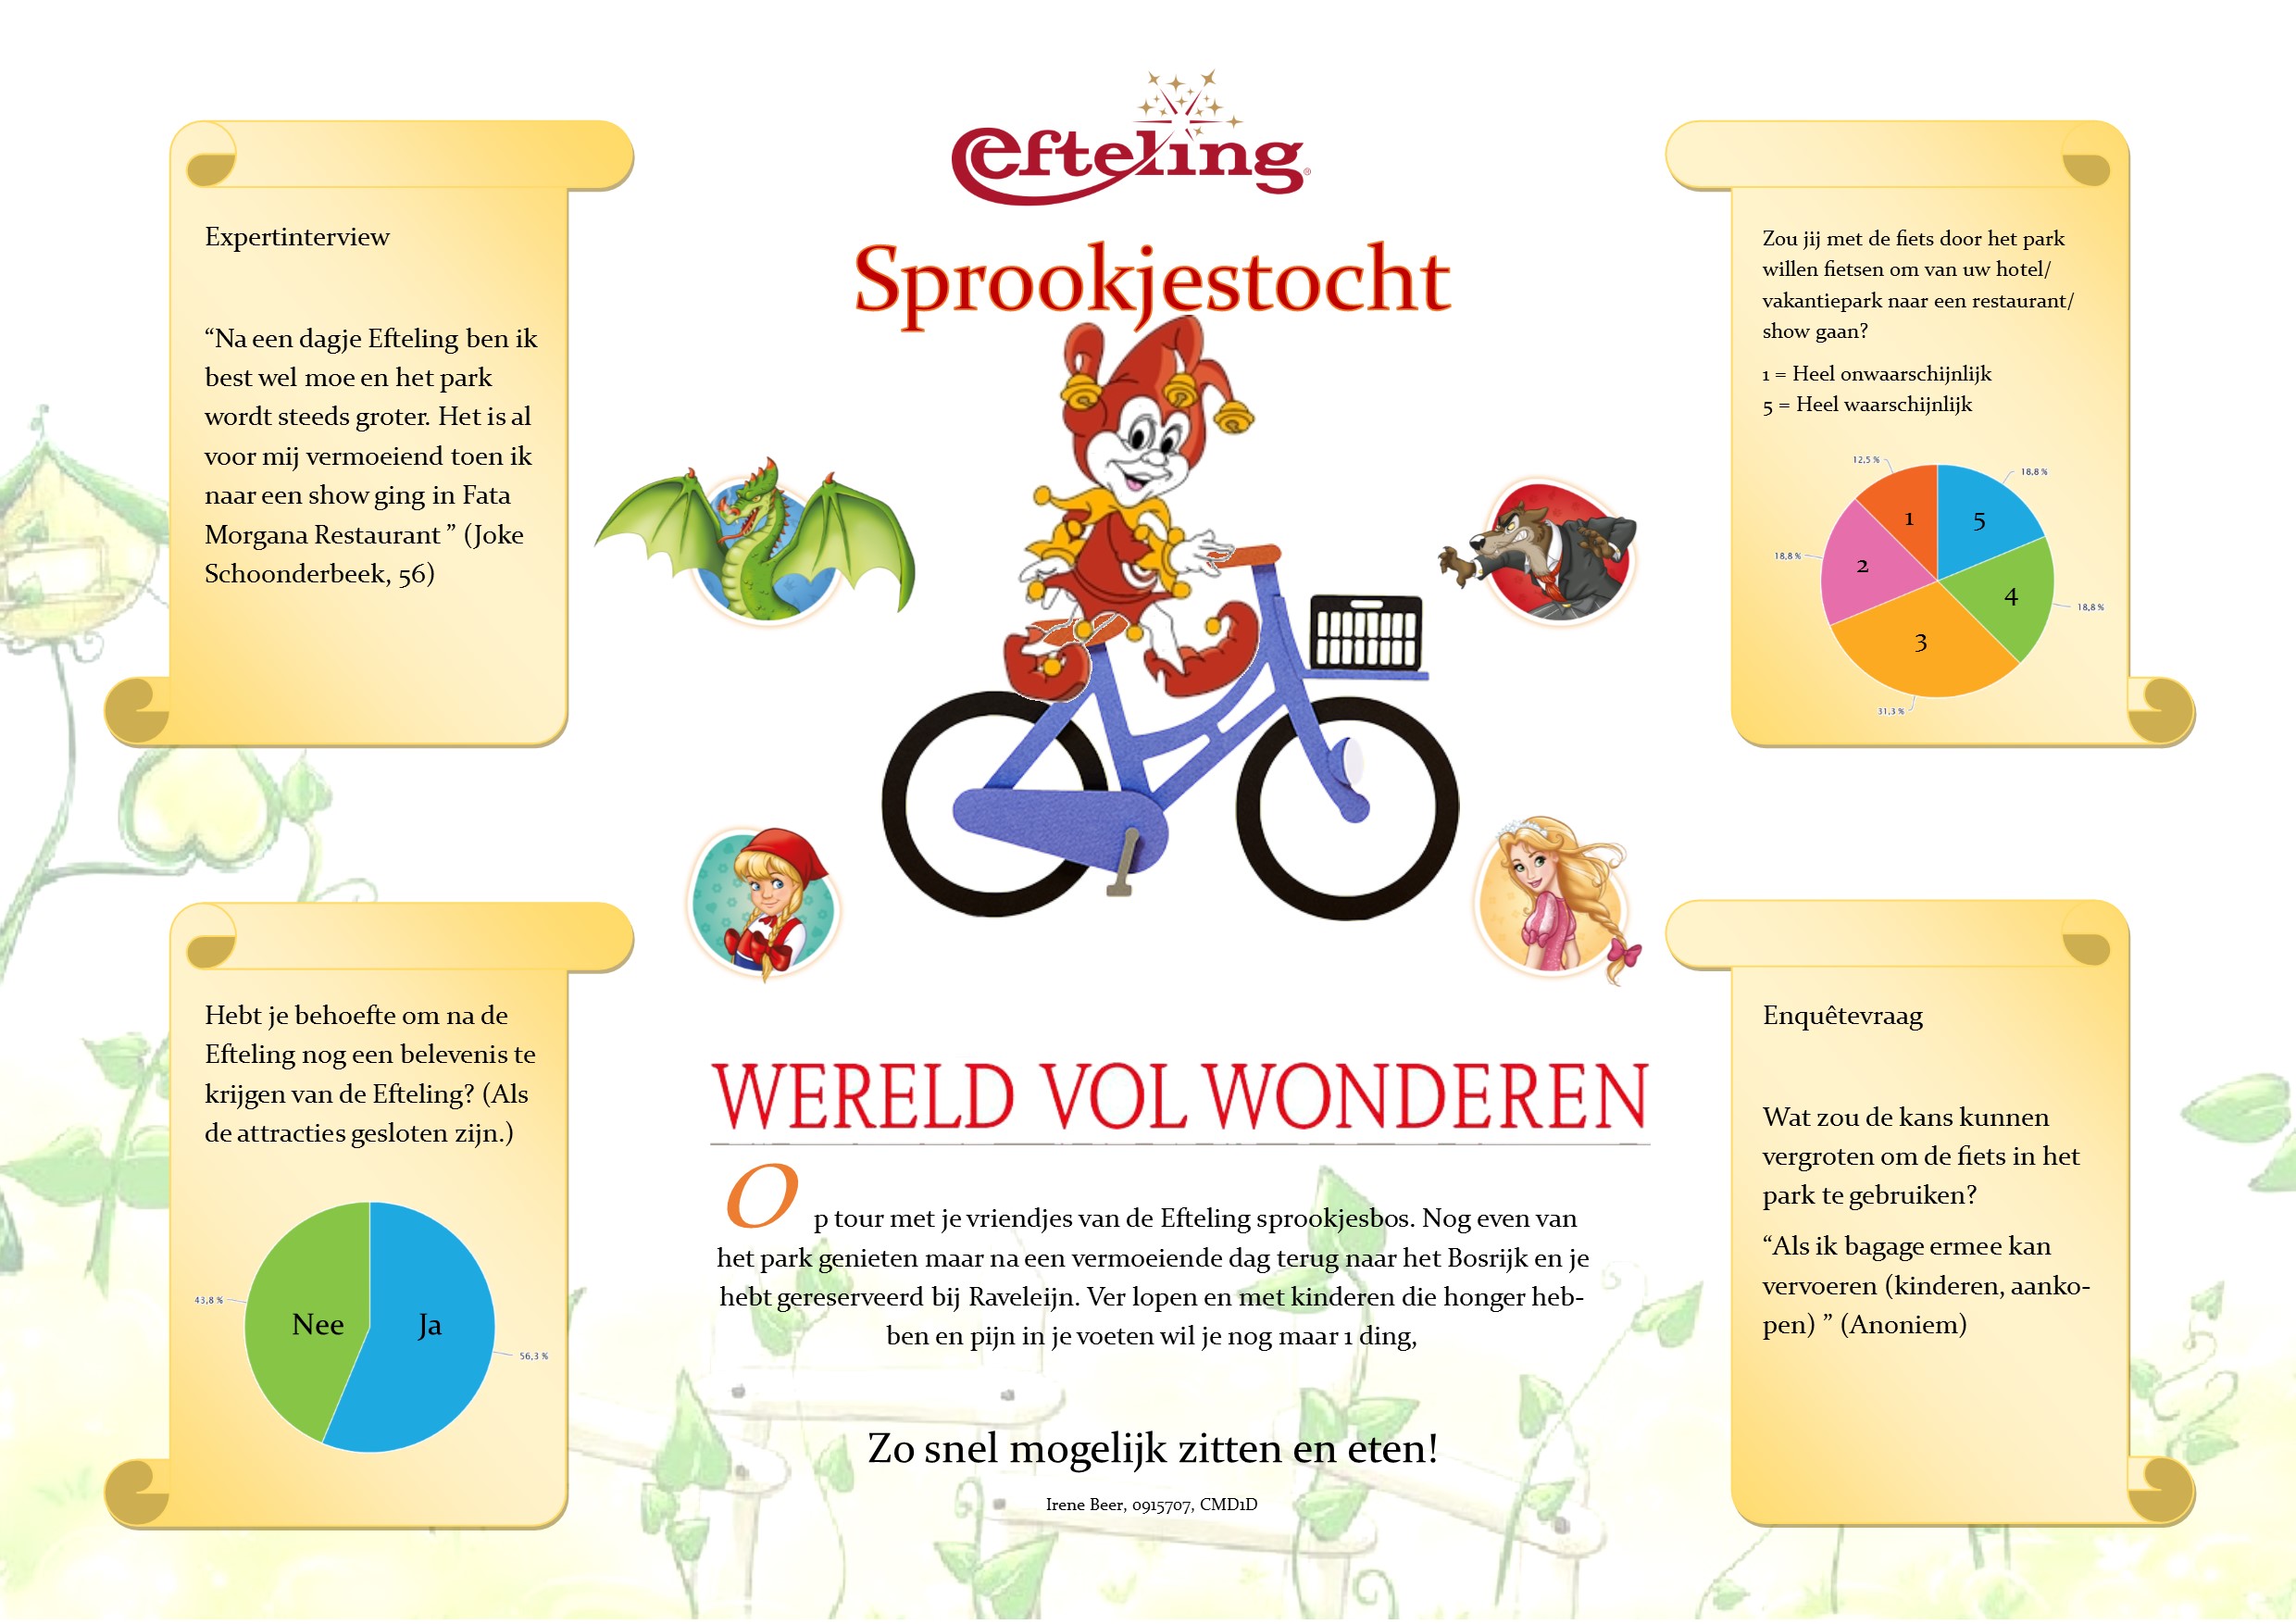 Efteling®
Sprookjestocht
Expertinterview
“Na een dagje Efteling ben ik
best wel moe en het park
wordt steeds groter. Het is al
voor mij vermoeiend toen ik
naar een show ging in Fata
Morgana Restaurant ” (Joke
Schoonderbeek, 56)
Zou jij met de fiets door het park
willen fietsen om van uw hotel/
vakantiepark naar een restaurant/
show gaan?
1 = Heel onwaarschijnlijk
5 = Heel waarschijnlijk
12,5 %
18,8 %
1
5
18,8 %
2
4
18,8 %
3
31,3 %
Hebt je behoefte om na de
Efteling nog een belevenis te
krijgen van de Efteling? (Als
de attracties gesloten zijn.)
43,8 %
Nee
Ja
56,3 %
WERELD VOL WONDEREN
Op tour met je vriendjes van de Efteling sprookjesbos. Nog even van
het park genieten maar na een vermoeiende dag terug naar het Bosrijk en je
hebt gereserveerd bij Raveleijn. Ver lopen en met kinderen die honger heb-
ben en pijn in je voeten wil je nog maar 1 ding,
Zo snel mogelijk zitten en eten!
Irene Beer, 0915707, CMD1D
Enquêtevraag
Wat zou de kans kunnen
vergroten om de fiets in het
park te gebruiken?
“Als ik bagage ermee kan
vervoeren (kinderen, aanko-
pen) ” (Anoniem)